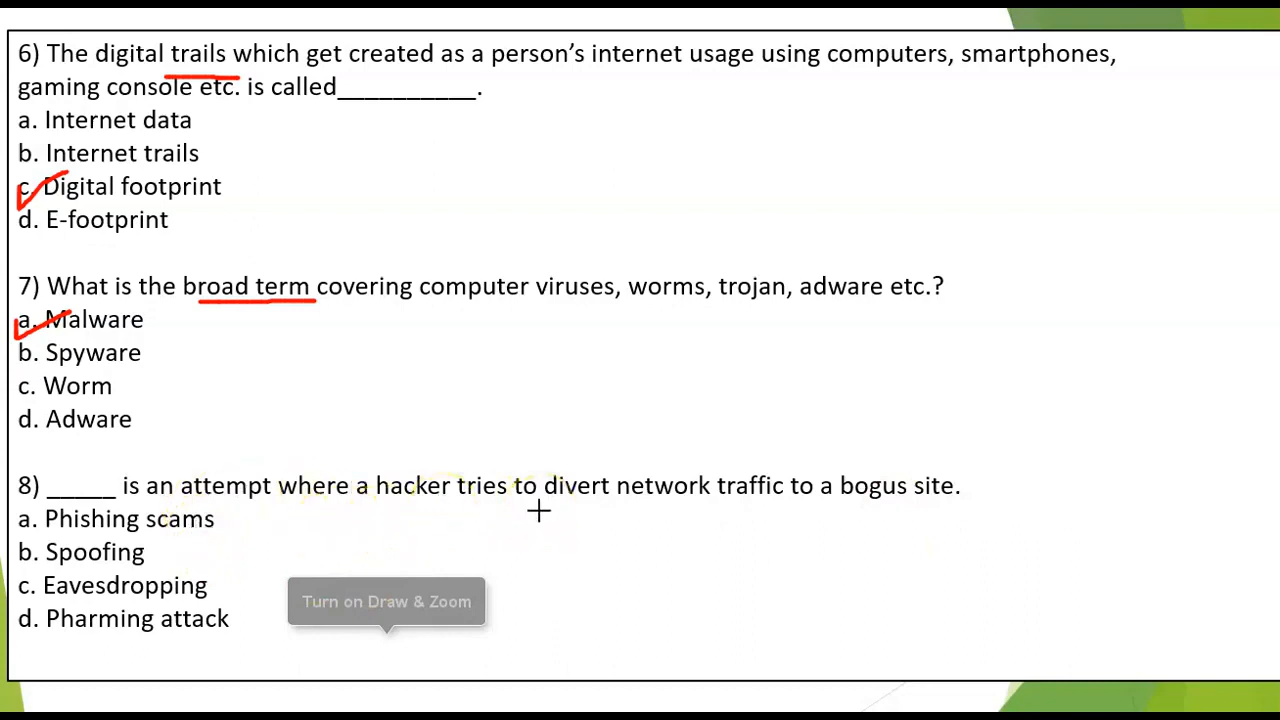 6) The digital trails which get created as a person’s internet usage using computers, smartphones,
gaming console etc. is called__________.
a. Internet data
b. Internet trails
c. Digital footprint
d. E-footprint
7) What is the broad term covering computer viruses, worms, trojan, adware etc.?
a. Malware
b. Spyware
c. Worm
d. Adware
8) _____ is an attempt where a hacker tries to divert network traffic to a bogus site.
a. Phishing scams
b. Spoofing
c. Eavesdropping
d. Pharming attack
Turn on Draw & Zoom